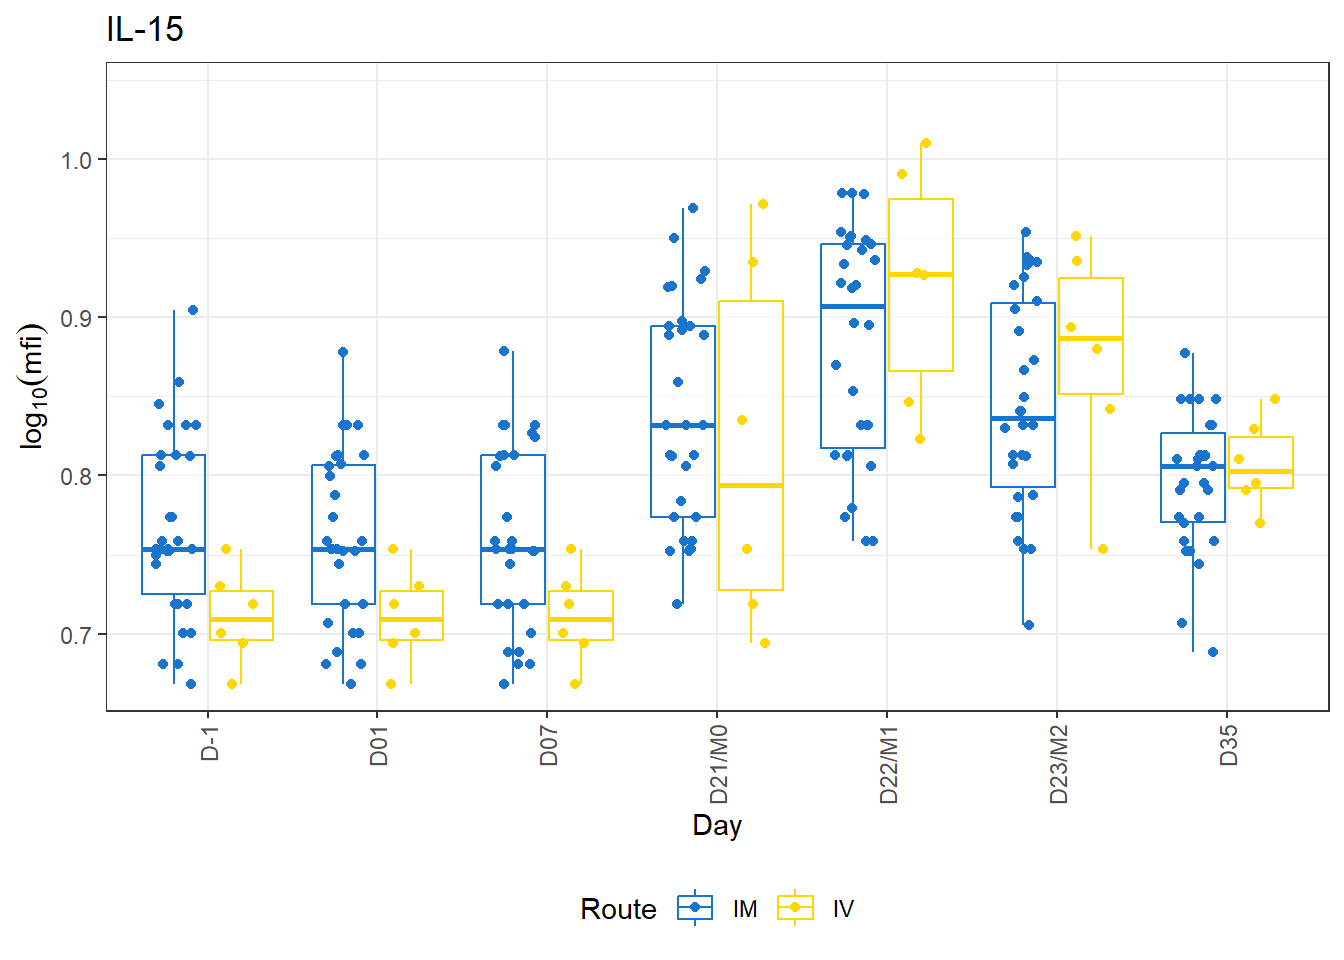 IL-15
1.0
0.9
0.8
0.7
log10(mfi)
D-1
D01
D07
D21/M0
D22/M1
D23/M2
D35
Day
Route IM IV